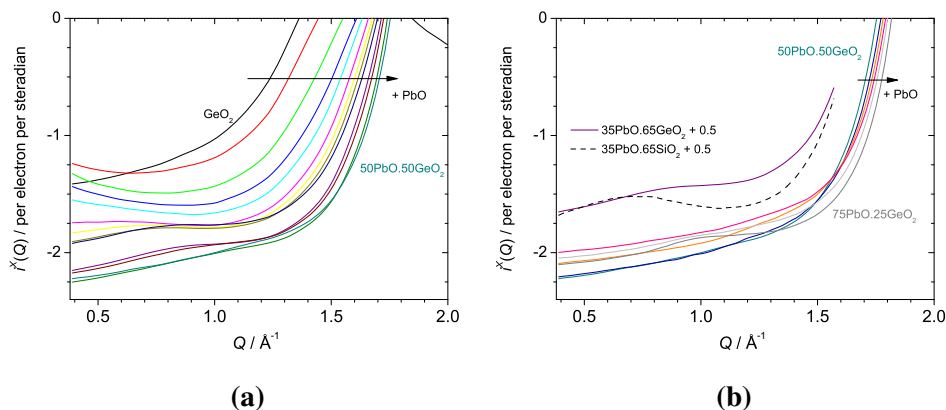 0
-1
-2
0.5
1.0
1.5
2.0
i^x(Q) / per electron per steradian
Q / Å⁻¹
GeO₂
+ PbO
50PbO.50GeO₂
(a)
0
-1
-2
0.5
1.0
1.5
2.0
i^x(Q) / per electron per steradian
Q / Å⁻¹
50PbO.50GeO₂
+ PbO
35PbO.65GeO₂ + 0.5
35PbO.65SiO₂ + 0.5
75PbO.25GeO₂
(b)